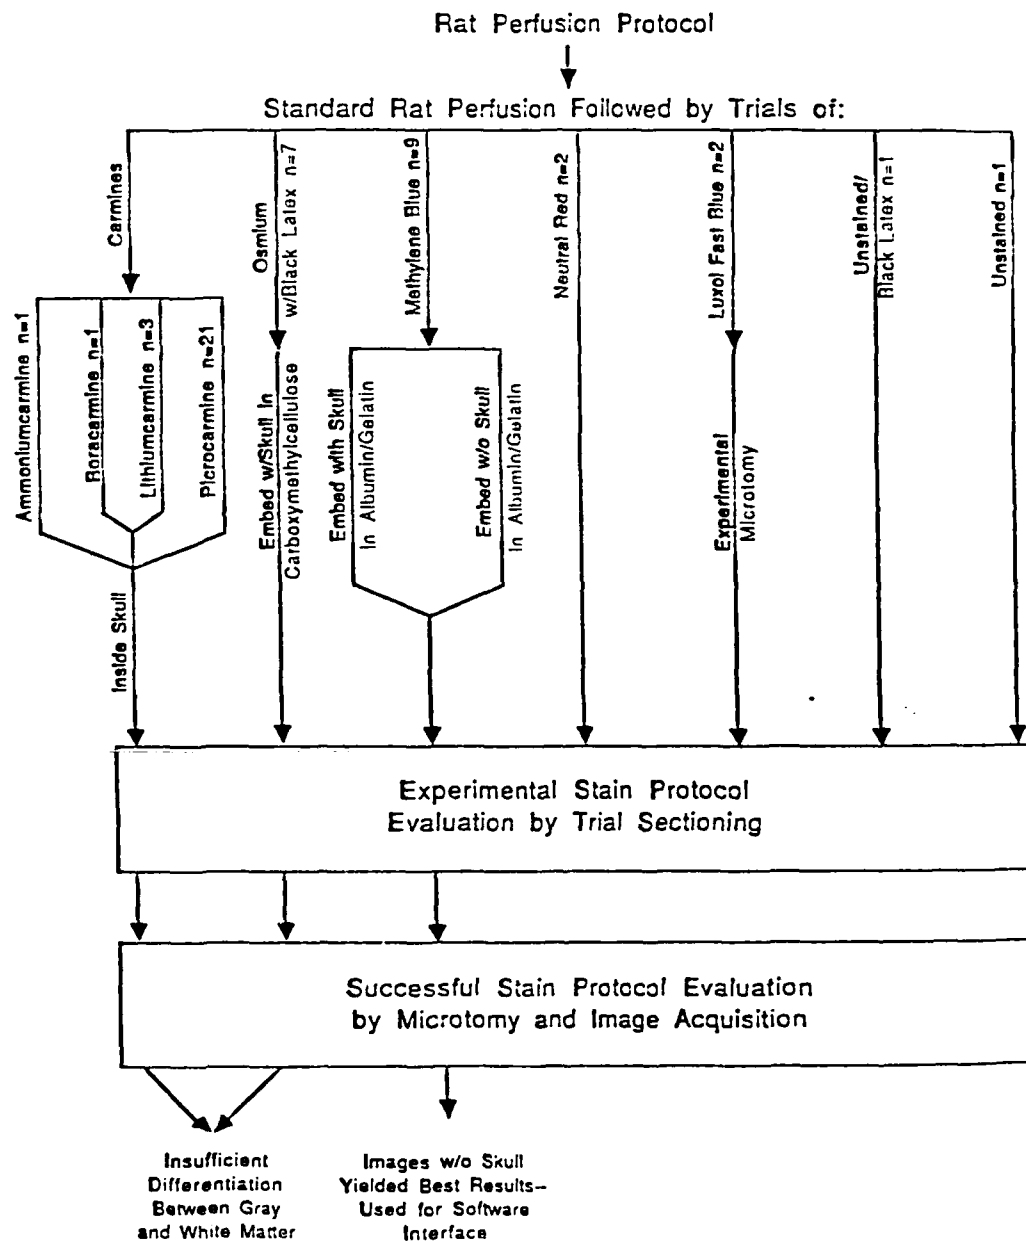 Rat Perfusion Protocol
Standard Rat Perfusion Followed by Trials of:
Carmines
Osmium
w/Black Latex n=7
Methylene Blue n=9
Neutral Red n=2
Luxol Fast Blue n=2
Unstained/
Black Latex n=1
Unstained n=1
Ammoniumcarmine n=1
Boracarmine n=1
Lithiumcarmine n=3
Picrocarmine n=21
Embed w/Skull in
Carboxymethylcellulose
Embed with Skull
in Albumin/Gelatin
Embed w/o Skull
in Albumin/Gelatin
Experimental
Microtomy
Inside Skull
Experimental Stain Protocol
Evaluation by Trial Sectioning
Successful Stain Protocol Evaluation
by Microtomy and Image Acquisition
Insufficient
Differentiation
Between Gray
and White Matter
Images w/o Skull
Yielded Best Results–
Used for Software
Interface